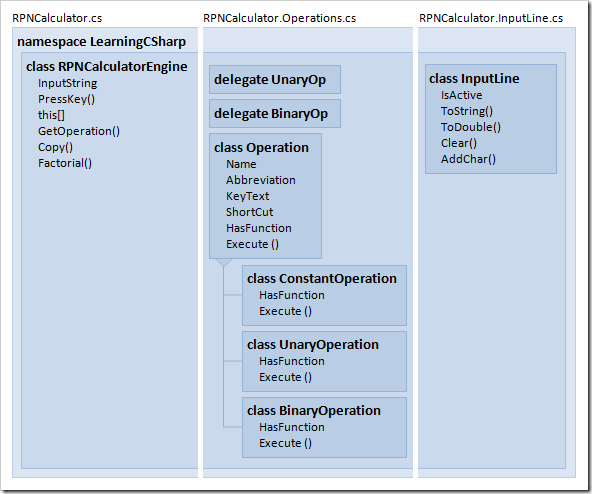 RPNCalculator.cs
namespace LearningCSharp
class RPNCalculatorEngine
InputString
PressKey()
this[]
GetOperation()
Copy()
Factorial()
RPNCalculator.Operations.cs
delegate UnaryOp
delegate BinaryOp
class Operation
Name
Abbreviation
KeyText
ShortCut
HasFunction
Execute ()
class ConstantOperation
HasFunction
Execute ()
class UnaryOperation
HasFunction
Execute ()
class BinaryOperation
HasFunction
Execute ()
RPNCalculator.InputLine.cs
class InputLine
IsActive
ToString()
ToDouble()
Clear()
AddChar()